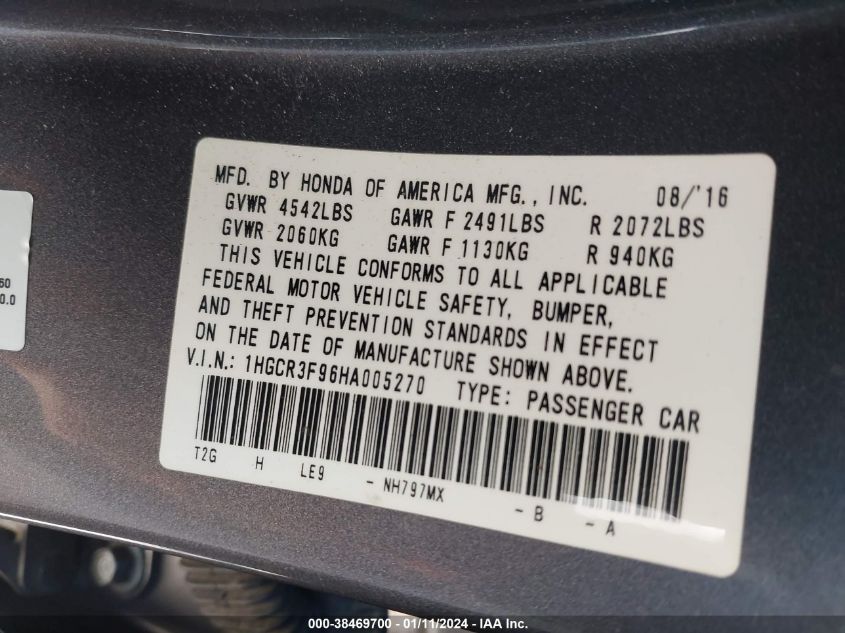 MFD. BY HONDA OF AMERICA MFG., INC. 08/'16
GVWR 4542LBS GAWR F 2491LBS R 2072LBS
GVWR 2060KG GAWR F 1130KG R 940KG
THIS VEHICLE CONFORMS TO ALL APPLICABLE
FEDERAL MOTOR VEHICLE SAFETY, BUMPER,
AND THEFT PREVENTION STANDARDS IN EFFECT
ON THE DATE OF MANUFACTURE SHOWN ABOVE.
V.I.N.: 1HGCR3F96HA005270 TYPE: PASSENGER CAR
T2G H LE9 - NH797MX - B - A
60
0.0
000-38469700 - 01/11/2024 - IAA Inc.